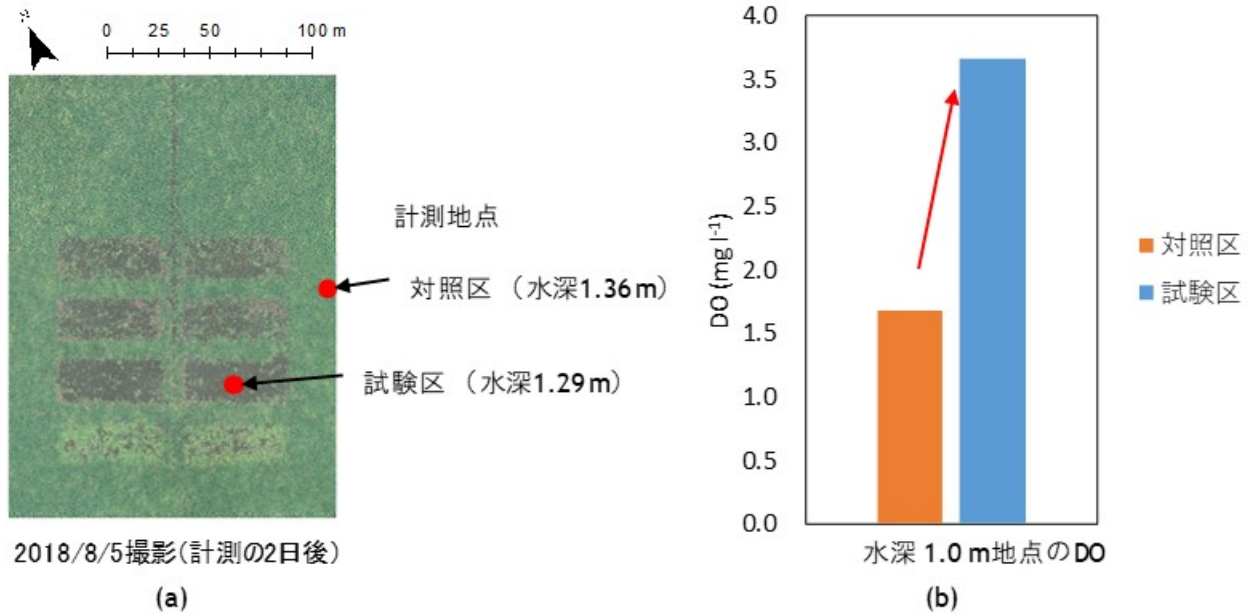 0 25 50 100 m
計測地点
対照区 （水深1.36m）
試験区 （水深1.29m）
2018/8/5撮影(計測の2日後)
(a)
4.0
3.5
3.0
2.5
2.0
1.5
1.0
0.5
0.0
DO (mg l-1)
対照区
試験区
水深 1.0 m地点のDO
(b)